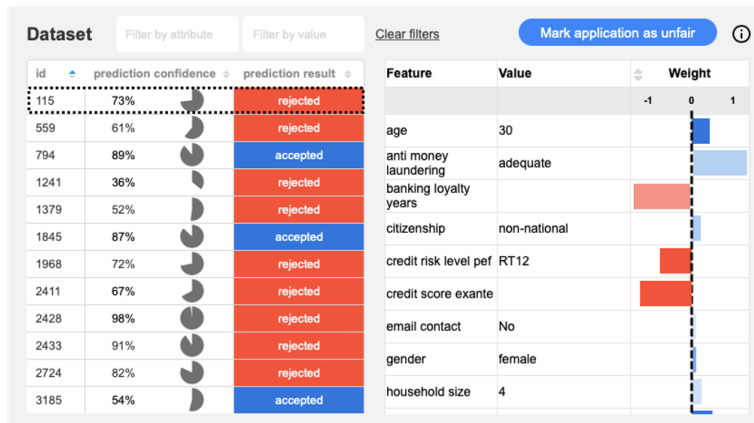 Dataset
Filter by attribute
Filter by value
Clear filters
Mark application as unfair
i
id prediction confidence prediction result
115 73% rejected
559 61% rejected
794 89% accepted
1241 36% rejected
1379 52% rejected
1845 87% accepted
1968 72% rejected
2411 67% rejected
2428 98% rejected
2433 91% rejected
2724 82% rejected
3185 54% accepted
Feature Value Weight
-1 0 1
age 30
anti money
laundering adequate
banking loyalty
years
citizenship non-national
credit risk level pef RT12
credit score exante
email contact No
gender female
household size 4